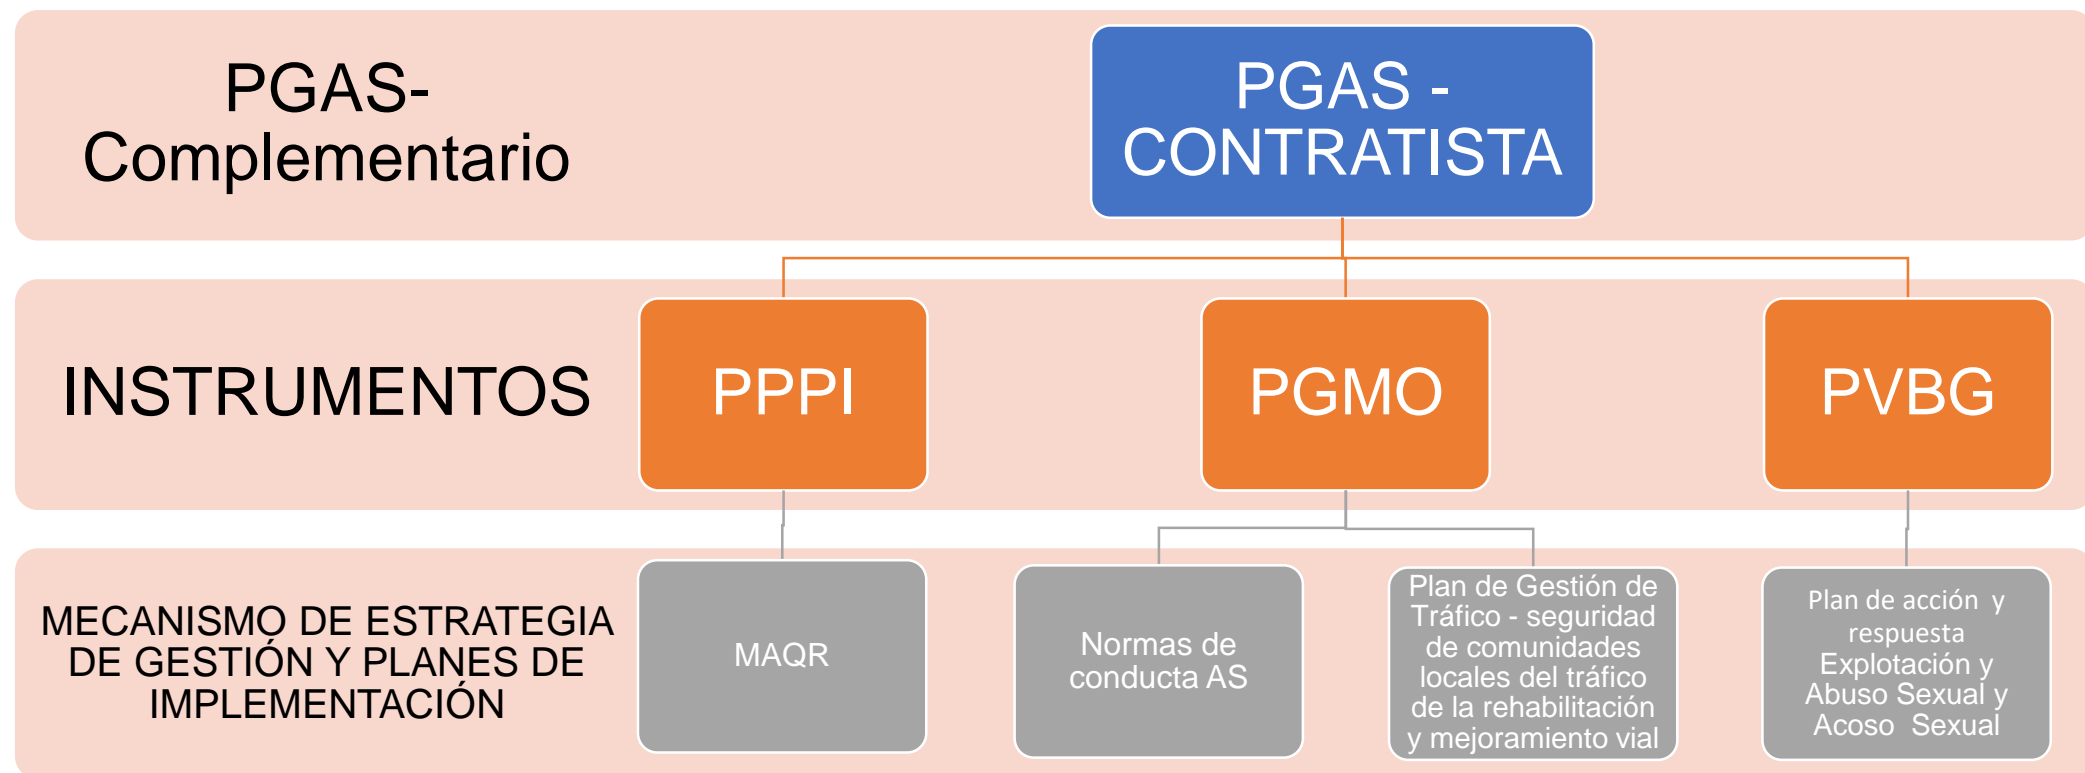 PGAS-
Complementario
PGAS -
CONTRATISTA
INSTRUMENTOS
PPPI
PGMO
PVBG
MECANISMO DE ESTRATEGIA
DE GESTIÓN Y PLANES DE
IMPLEMENTACIÓN
MAQR
Normas de
conducta AS
Plan de Gestión de
Tráfico - seguridad
de comunidades
locales del tráfico
de la rehabilitación
y mejoramiento vial
Plan de acción y
respuesta
Explotación y
Abuso Sexual y
Acoso Sexual